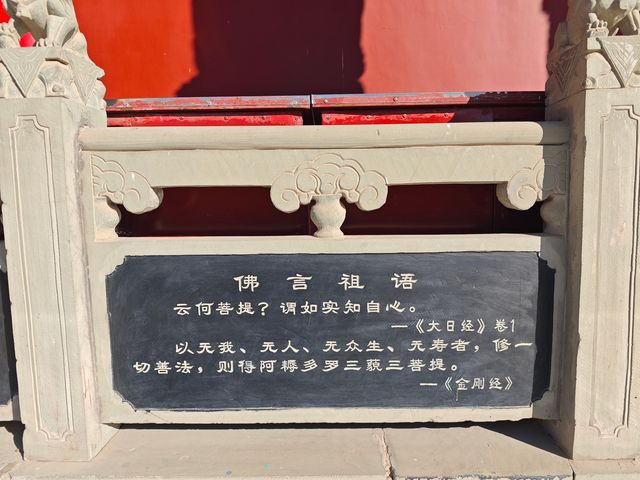 佛言祖语
云何菩提？谓如实知自心。
—《大日经》卷1
以无我、无人、无众生、无寿者，修一
切善法，则得阿耨多罗三藐三菩提。
—《金刚经》